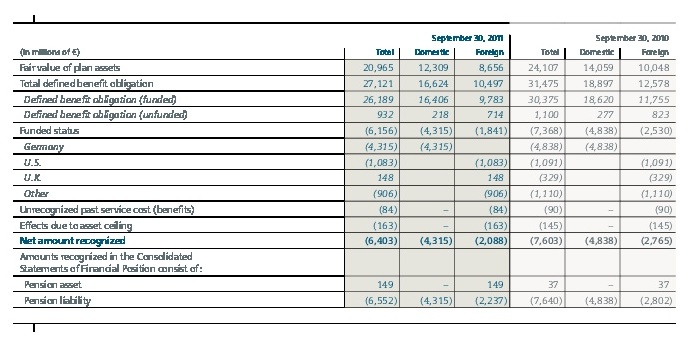 September 30, 2011 September 30, 2010
(in millions of €) Total Domestic Foreign Total Domestic Foreign
Fair value of plan assets 20,965 12,309 8,656 24,107 14,059 10,048
Total defined benefit obligation 27,121 16,624 10,497 31,475 18,897 12,578
Defined benefit obligation (funded) 26,189 16,406 9,783 30,375 18,620 11,755
Defined benefit obligation (unfunded) 932 218 714 1,100 277 823
Funded status (6,156) (4,315) (1,841) (7,368) (4,838) (2,530)
Germany (4,315) (4,315) (4,838) (4,838)
U.S. (1,083) (1,083) (1,091) (1,091)
U.K. 148 148 (329) (329)
Other (906) (906) (1,110) (1,110)
Unrecognized past service cost (benefits) (84) – (84) (90) – (90)
Effects due to asset ceiling (163) – (163) (145) – (145)
Net amount recognized (6,403) (4,315) (2,088) (7,603) (4,838) (2,765)
Amounts recognized in the Consolidated
Statements of Financial Position consist of:
Pension asset 149 – 149 37 – 37
Pension liability (6,552) (4,315) (2,237) (7,640) (4,838) (2,802)